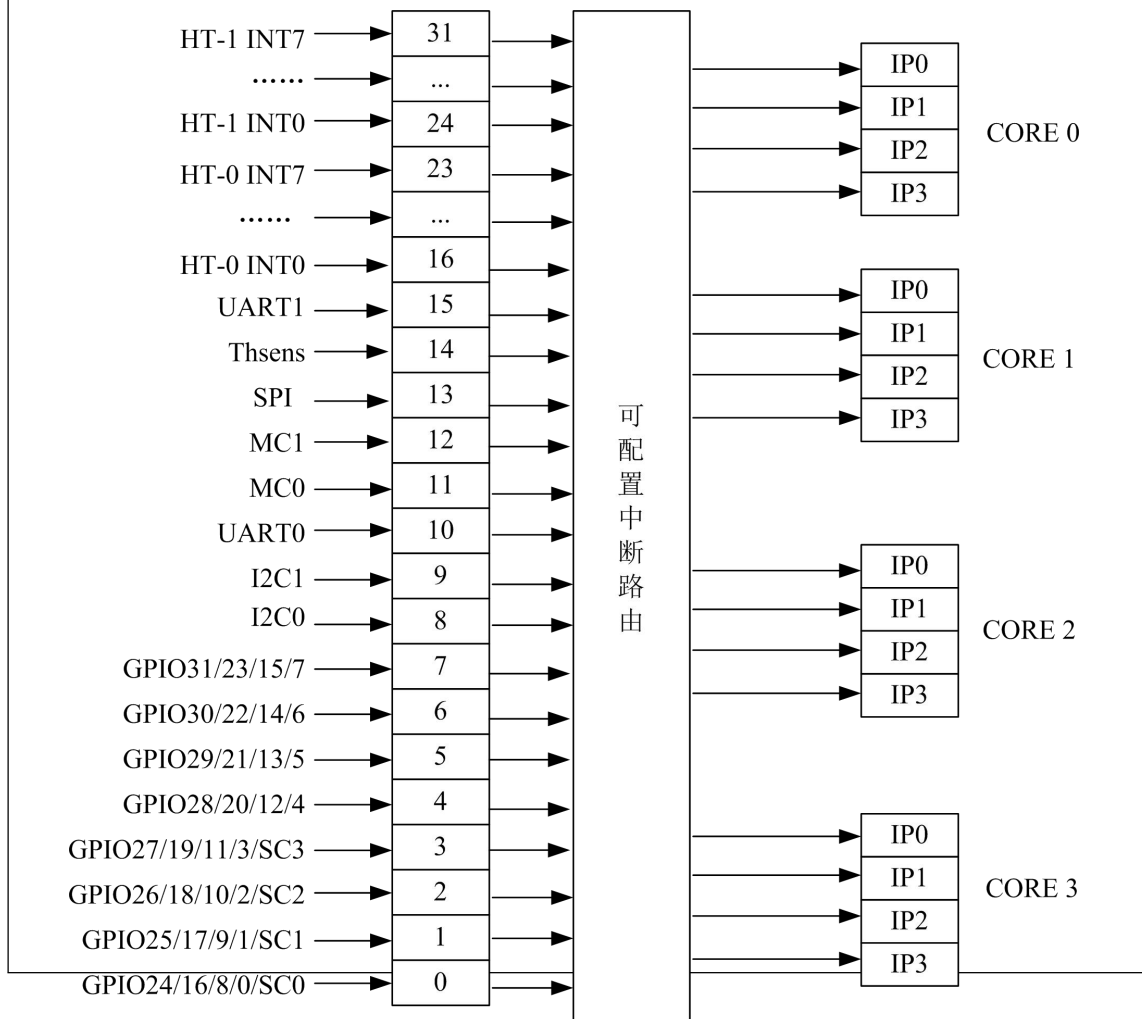 HT-1 INT7 31
...... ...
HT-1 INT0 24
HT-0 INT7 23
...... ...
HT-0 INT0 16
UART1 15
Thsens 14
SPI 13
MC1 12
MC0 11
UART0 10
I2C1 9
I2C0 8
GPIO31/23/15/7 7
GPIO30/22/14/6 6
GPIO29/21/13/5 5
GPIO28/20/12/4 4
GPIO27/19/11/3/SC3 3
GPIO26/18/10/2/SC2 2
GPIO25/17/9/1/SC1 1
GPIO24/16/8/0/SC0 0
可配置中断路由
IP0
IP1
IP2
IP3
CORE 0
IP0
IP1
IP2
IP3
CORE 1
IP0
IP1
IP2
IP3
CORE 2
IP0
IP1
IP2
IP3
CORE 3